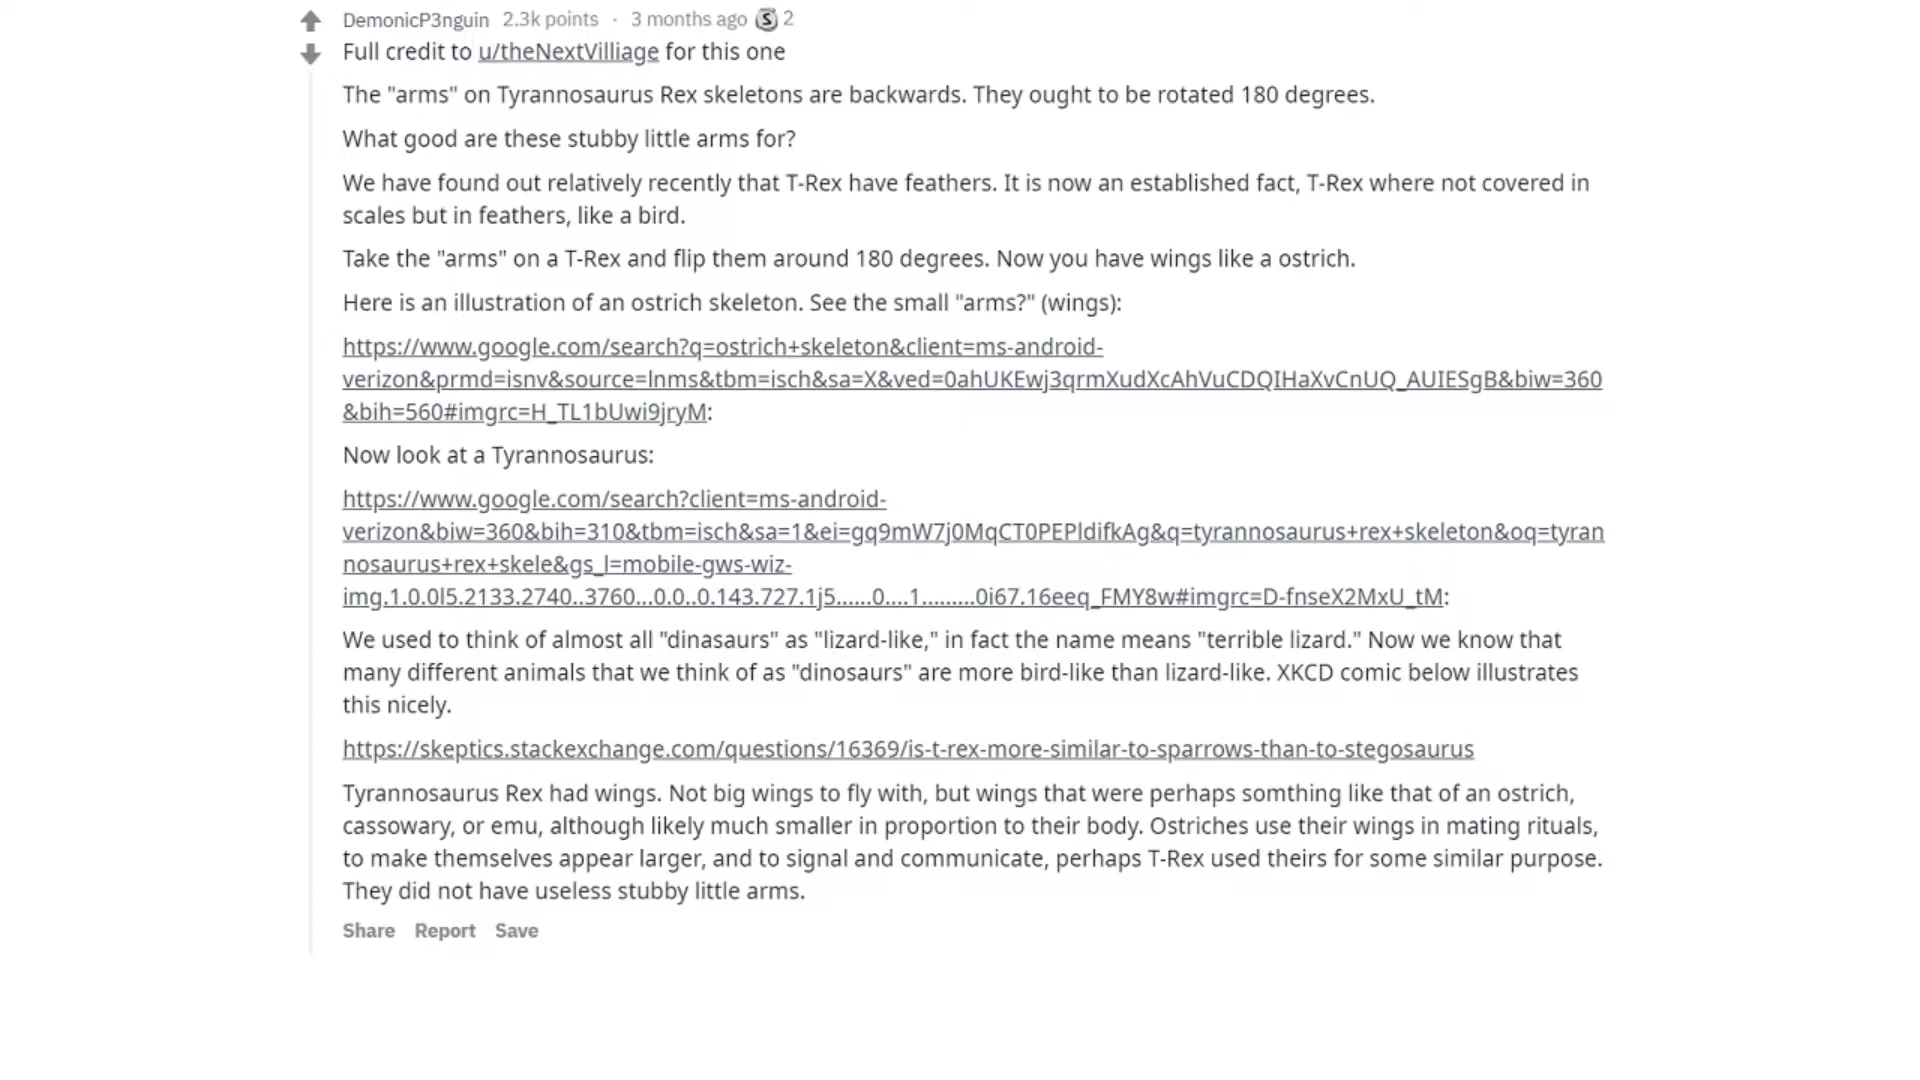 DemonicP3nguin 2.3k points · 3 months ago S 2
Full credit to u/theNextVilliage for this one
The "arms" on Tyrannosaurus Rex skeletons are backwards. They ought to be rotated 180 degrees.
What good are these stubby little arms for?
We have found out relatively recently that T-Rex have feathers. It is now an established fact, T-Rex where not covered in
scales but in feathers, like a bird.
Take the "arms" on a T-Rex and flip them around 180 degrees. Now you have wings like a ostrich.
Here is an illustration of an ostrich skeleton. See the small "arms?" (wings):
https://www.google.com/search?q=ostrich+skeleton&client=ms-android-
verizon&prmd=isnv&source=lnms&tbm=isch&sa=X&ved=0ahUKEwj3qrmXudXcAhVuCDQIHaXvCnUQ_AUIESgB&biw=360
&bih=560#imgrc=H_TL1bUwi9jryM:
Now look at a Tyrannosaurus:
https://www.google.com/search?client=ms-android-
verizon&biw=360&bih=310&tbm=isch&sa=1&ei=gq9mW7j0MqCT0PEPldifkAg&q=tyrannosaurus+rex+skeleton&oq=tyran
nosaurus+rex+skele&gs_l=mobile-gws-wiz-
img.1.0.0l5.2133.2740..3760...0.0..0.143.727.1j5......0....1.........0i67.16eeq_FMY8w#imgrc=D-fnseX2MxU_tM:
We used to think of almost all "dinasaurs" as "lizard-like," in fact the name means "terrible lizard." Now we know that
many different animals that we think of as "dinosaurs" are more bird-like than lizard-like. XKCD comic below illustrates
this nicely.
https://skeptics.stackexchange.com/questions/16369/is-t-rex-more-similar-to-sparrows-than-to-stegosaurus
Tyrannosaurus Rex had wings. Not big wings to fly with, but wings that were perhaps somthing like that of an ostrich,
cassowary, or emu, although likely much smaller in proportion to their body. Ostriches use their wings in mating rituals,
to make themselves appear larger, and to signal and communicate, perhaps T-Rex used theirs for some similar purpose.
They did not have useless stubby little arms.
Share Report Save